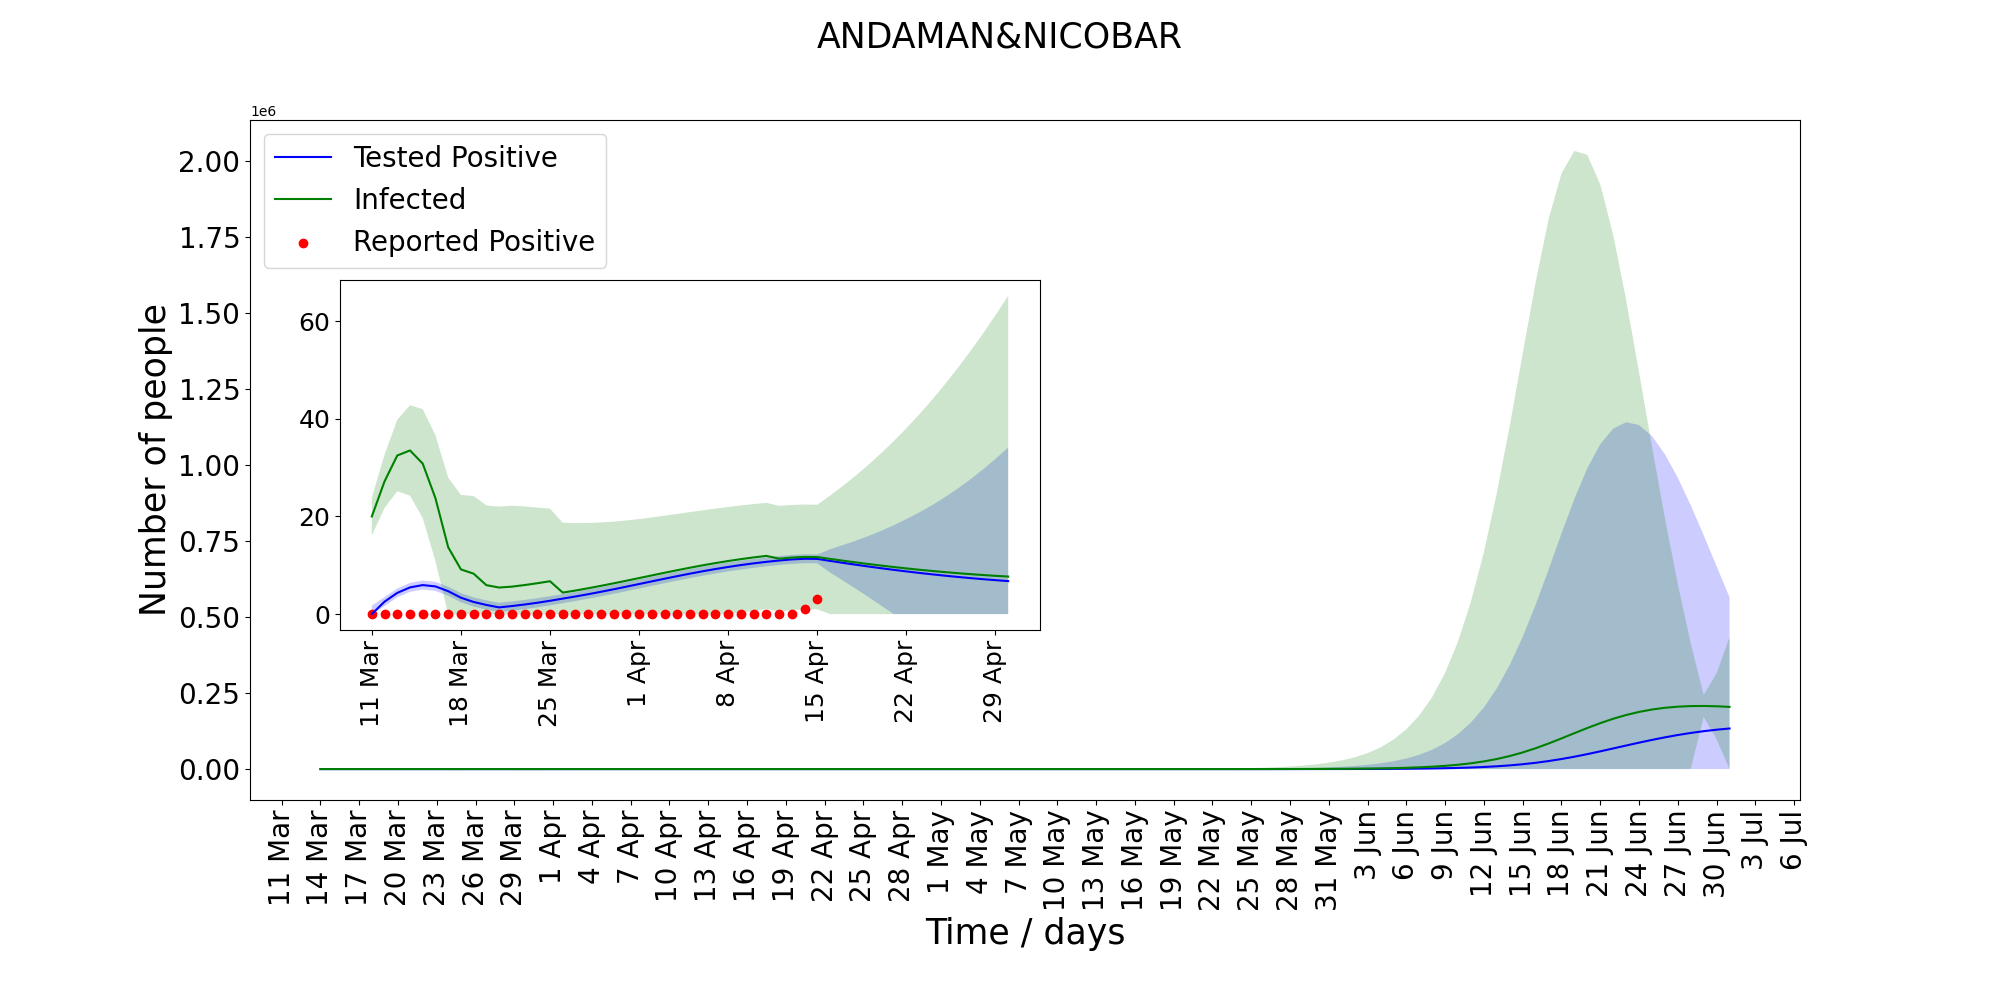 ANDAMAN&NICOBAR
1e6
2.00
1.75
1.50
1.25
1.00
0.75
0.50
0.25
0.00
Number of people
Tested Positive
Infected
Reported Positive
60
40
20
0
11 Mar
18 Mar
25 Mar
1 Apr
8 Apr
15 Apr
22 Apr
29 Apr
11 Mar
14 Mar
17 Mar
20 Mar
23 Mar
26 Mar
29 Mar
1 Apr
4 Apr
7 Apr
10 Apr
13 Apr
16 Apr
19 Apr
22 Apr
25 Apr
28 Apr
1 May
4 May
7 May
10 May
13 May
16 May
19 May
22 May
25 May
28 May
31 May
3 Jun
6 Jun
9 Jun
12 Jun
15 Jun
18 Jun
21 Jun
24 Jun
27 Jun
30 Jun
3 Jul
6 Jul
Time / days